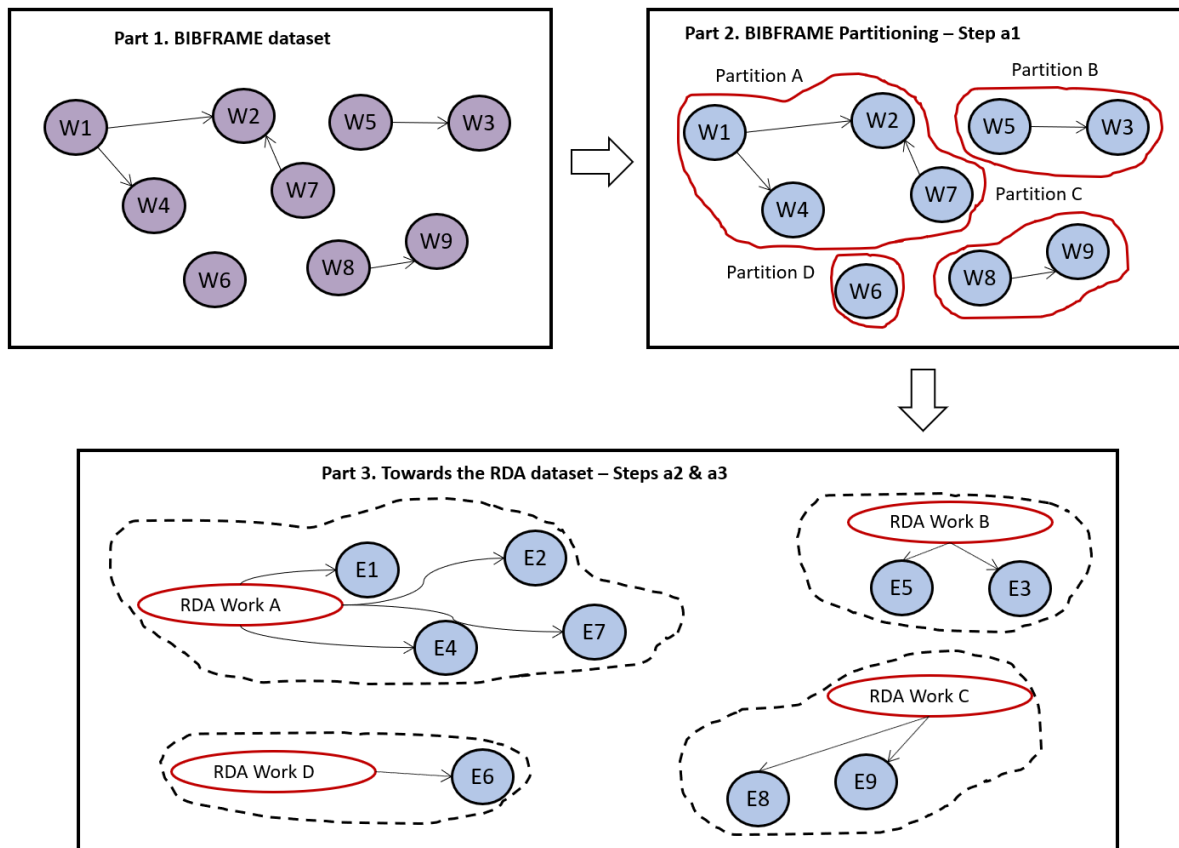 Part 1. BIBFRAME dataset
W1
W2
W5
W3
W4
W7
W6
W8
W9
Part 2. BIBFRAME Partitioning – Step a1
Partition A
Partition B
W1
W2
W5
W3
W4
W7
Partition C
Partition D
W6
W8
W9
Part 3. Towards the RDA dataset – Steps a2 & a3
RDA Work A
E1
E2
E4
E7
RDA Work B
E5
E3
RDA Work D
E6
RDA Work C
E8
E9